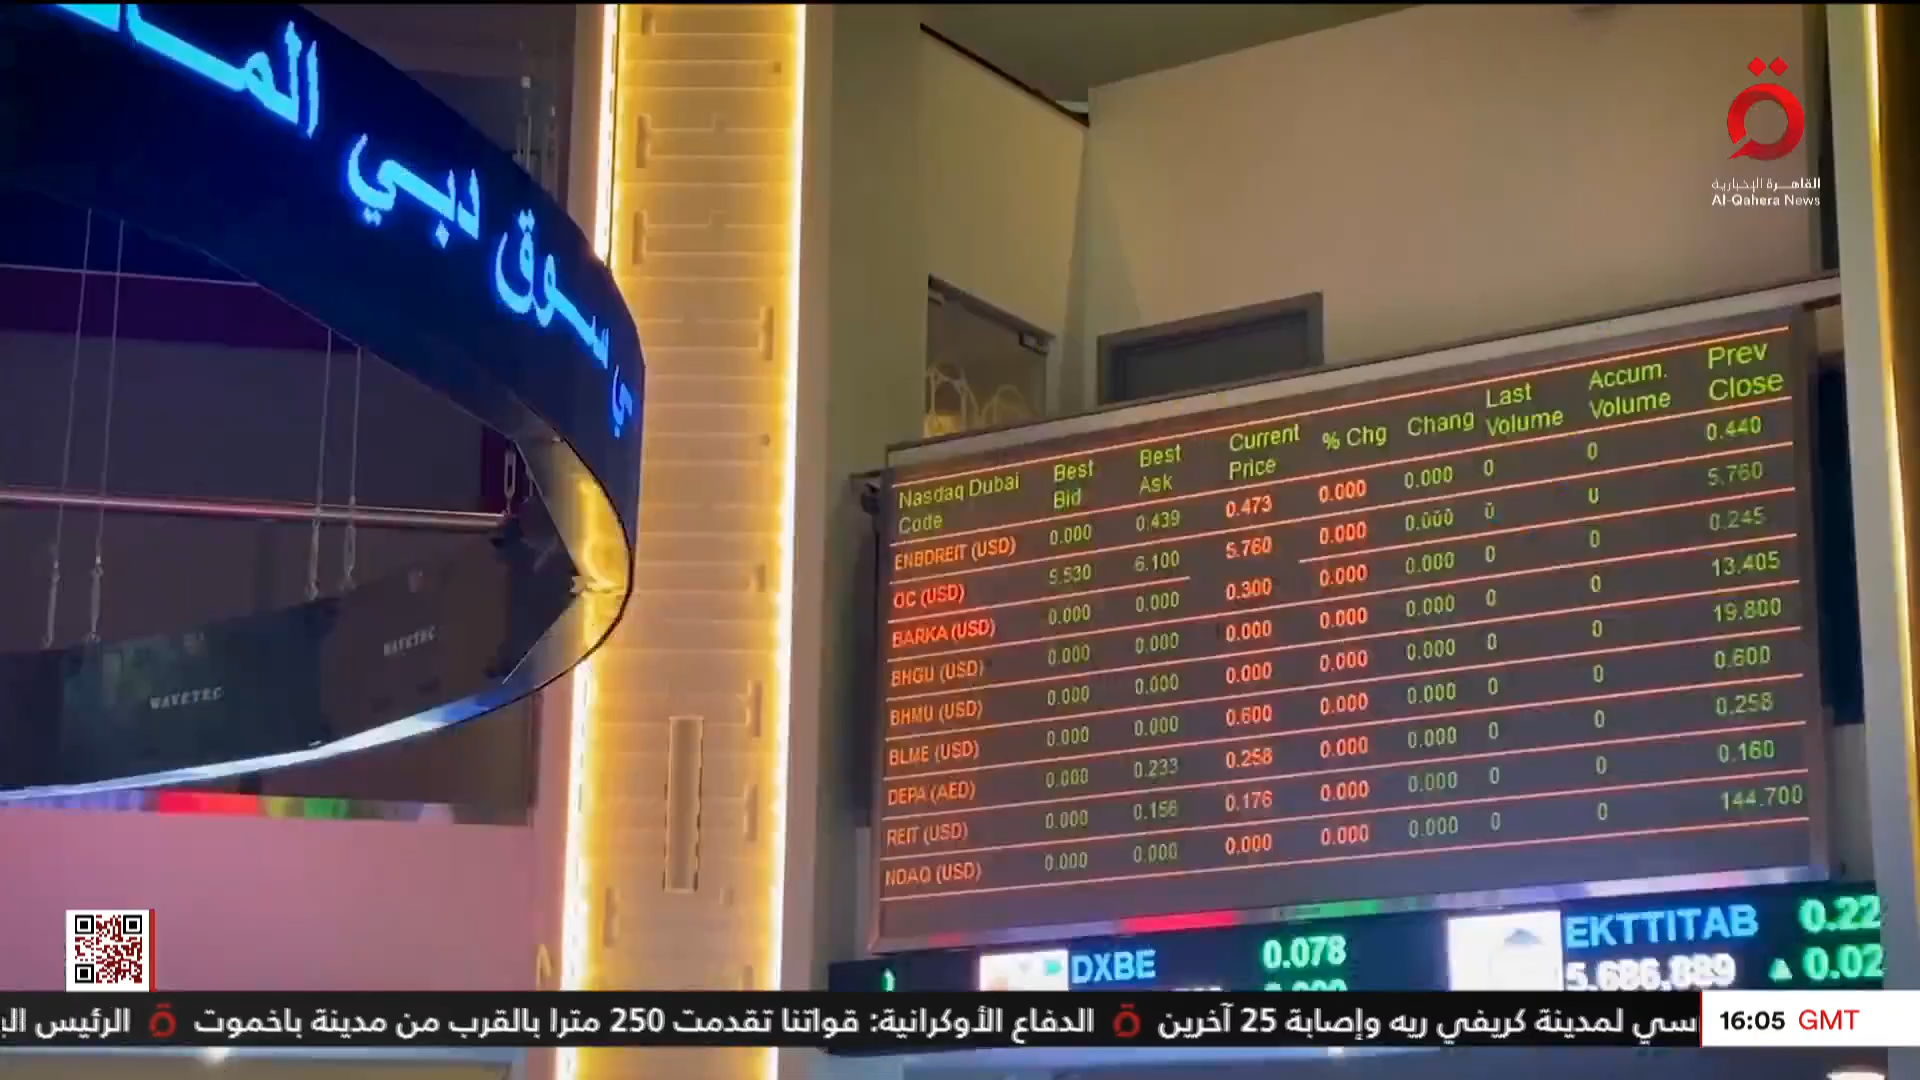 سوق دبي
القاهرة الإخبارية
Al-Qahera News
WAVETEC
WAVETEC
Nasdaq Dubai Code Best Bid Best Ask Current Price % Chg Chang Last Volume Accum. Volume Prev Close
ENBDREIT (USD) 0.000 0.439 0.473 0.000 0.000 0 0 0.440
OC (USD) 5.530 6.100 5.760 0.000 0.000 0 0 5.760
BARKA (USD) 0.000 0.000 0.300 0.000 0.000 0 0 0.245
BHGU (USD) 0.000 0.000 0.000 0.000 0.000 0 0 13.405
BHMU (USD) 0.000 0.000 0.000 0.000 0.000 0 0 19.800
BLME (USD) 0.000 0.000 0.600 0.000 0.000 0 0 0.600
DEPA (AED) 0.000 0.233 0.258 0.000 0.000 0 0 0.258
REIT (USD) 0.000 0.156 0.176 0.000 0.000 0 0 0.160
NDAQ (USD) 0.000 0.000 0.000 0.000 0.000 0 0 144.700
DXBE 0.078
EKTTITAB 0.22
5.686.889 ▲ 0.02
سي لمدينة كريفي ريه وإصابة 25 آخرين الدفاع الأوكرانية: قواتنا تقدمت 250 مترا بالقرب من مدينة باخموت الرئيس
16:05 GMT